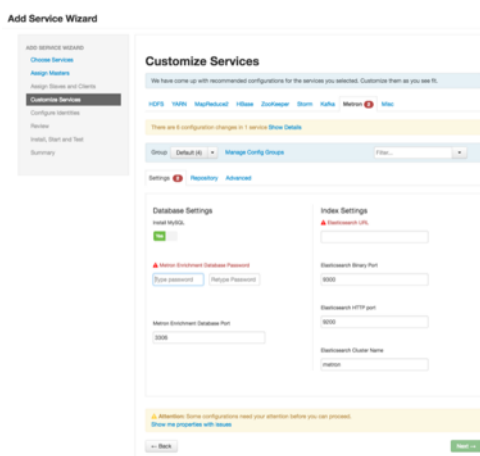 Add Service Wizard
ADD SERVICE WIZARD
Choose Services
Assign Masters
Assign Slaves and Clients
Customize Services
Configure Identities
Review
Install, Start and Test
Summary
Customize Services
We have come up with recommended configurations for the services you selected. Customize them as you see fit.
HDFS YARN MapReduce2 HBase ZooKeeper Storm Kafka Metron Misc
There are 6 configuration changes in 1 service Show Details
Group Default (4) Manage Config Groups Filter...
Settings Repository Advanced
Database Settings Index Settings
Install MySQL Elasticsearch URL
Yes
Metron Enrichment Database Password Elasticsearch Binary Port
Type password Retype Password 9300
Elasticsearch HTTP port
Metron Enrichment Database Port 9200
3306
Elasticsearch Cluster Name
metron
Attention: Some configurations need your attention before you can proceed.
Show me properties with issues
← Back Next →